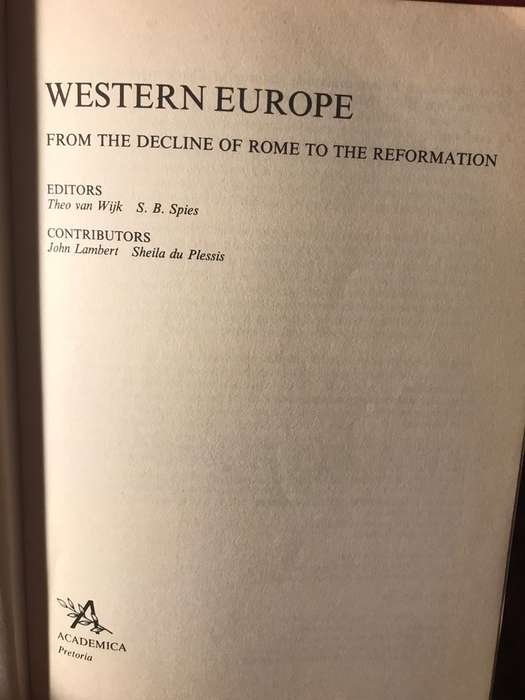 WESTERN EUROPE
FROM THE DECLINE OF ROME TO THE REFORMATION
EDITORS
Theo van Wijk S. B. Spies
CONTRIBUTORS
John Lambert Sheila du Plessis
ACADEMICA
Pretoria